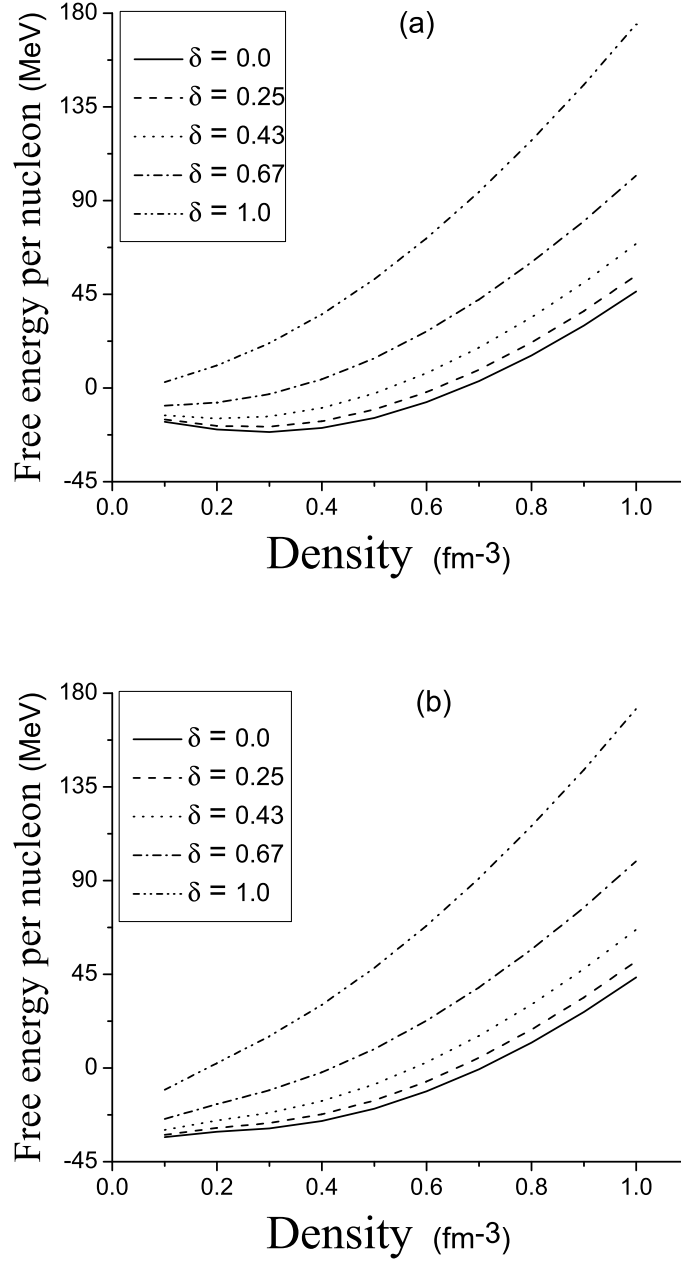 (a)
180
135
90
45
0
-45
Free energy per nucleon (MeV)
δ = 0.0
δ = 0.25
δ = 0.43
δ = 0.67
δ = 1.0
0.0 0.2 0.4 0.6 0.8 1.0
Density (fm-3)
(b)
180
135
90
45
0
-45
Free energy per nucleon (MeV)
δ = 0.0
δ = 0.25
δ = 0.43
δ = 0.67
δ = 1.0
0.0 0.2 0.4 0.6 0.8 1.0
Density (fm-3)